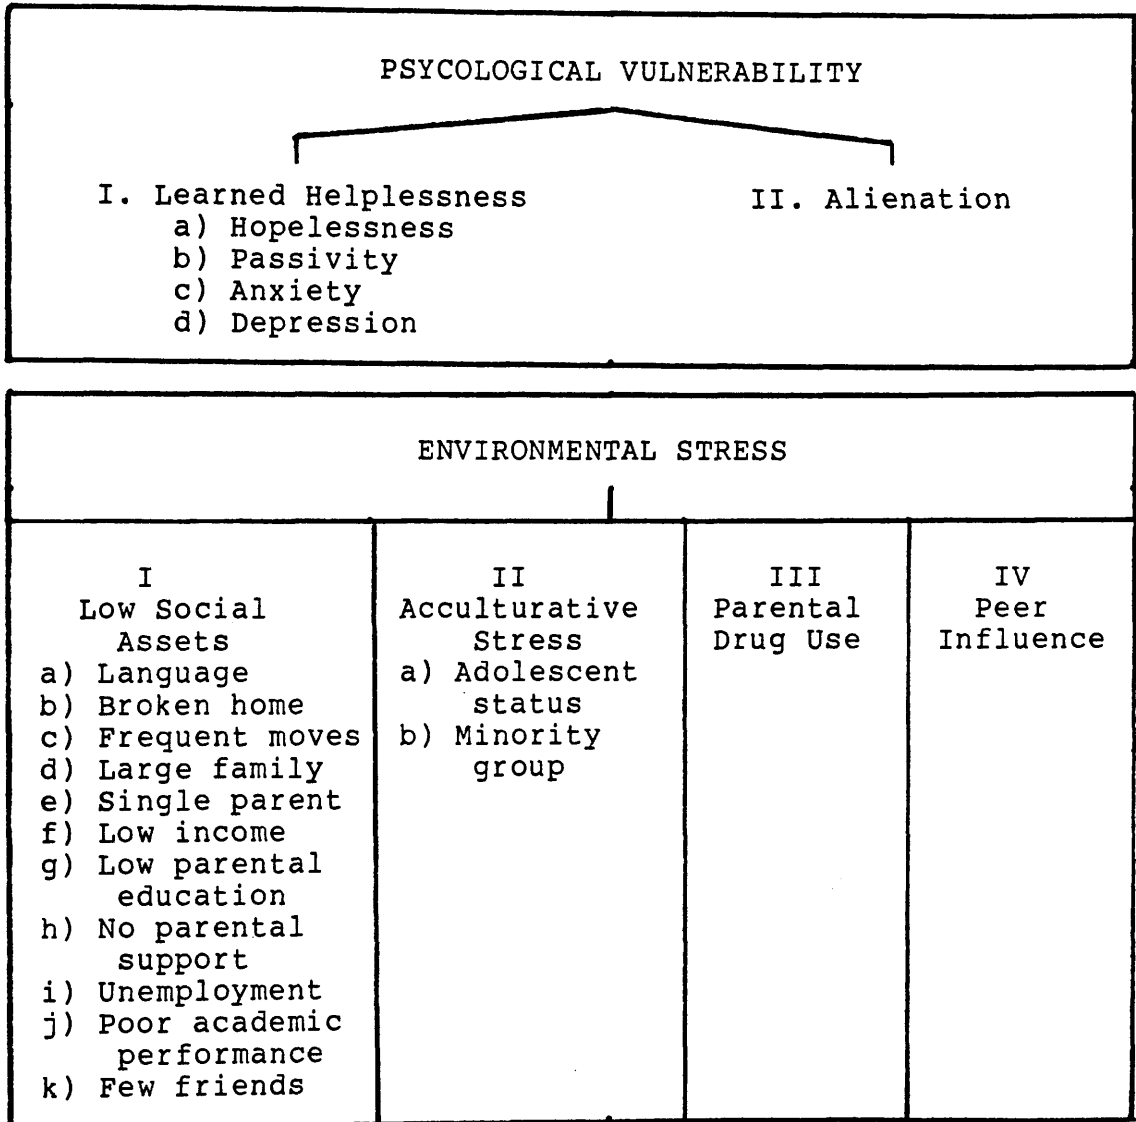 PSYCOLOGICAL VULNERABILITY
I. Learned Helplessness
a) Hopelessness
b) Passivity
c) Anxiety
d) Depression
II. Alienation
ENVIRONMENTAL STRESS
I
Low Social
Assets
a) Language
b) Broken home
c) Frequent moves
d) Large family
e) Single parent
f) Low income
g) Low parental
education
h) No parental
support
i) Unemployment
j) Poor academic
performance
k) Few friends
II
Acculturative
Stress
a) Adolescent
status
b) Minority
group
III
Parental
Drug Use
IV
Peer
Influence